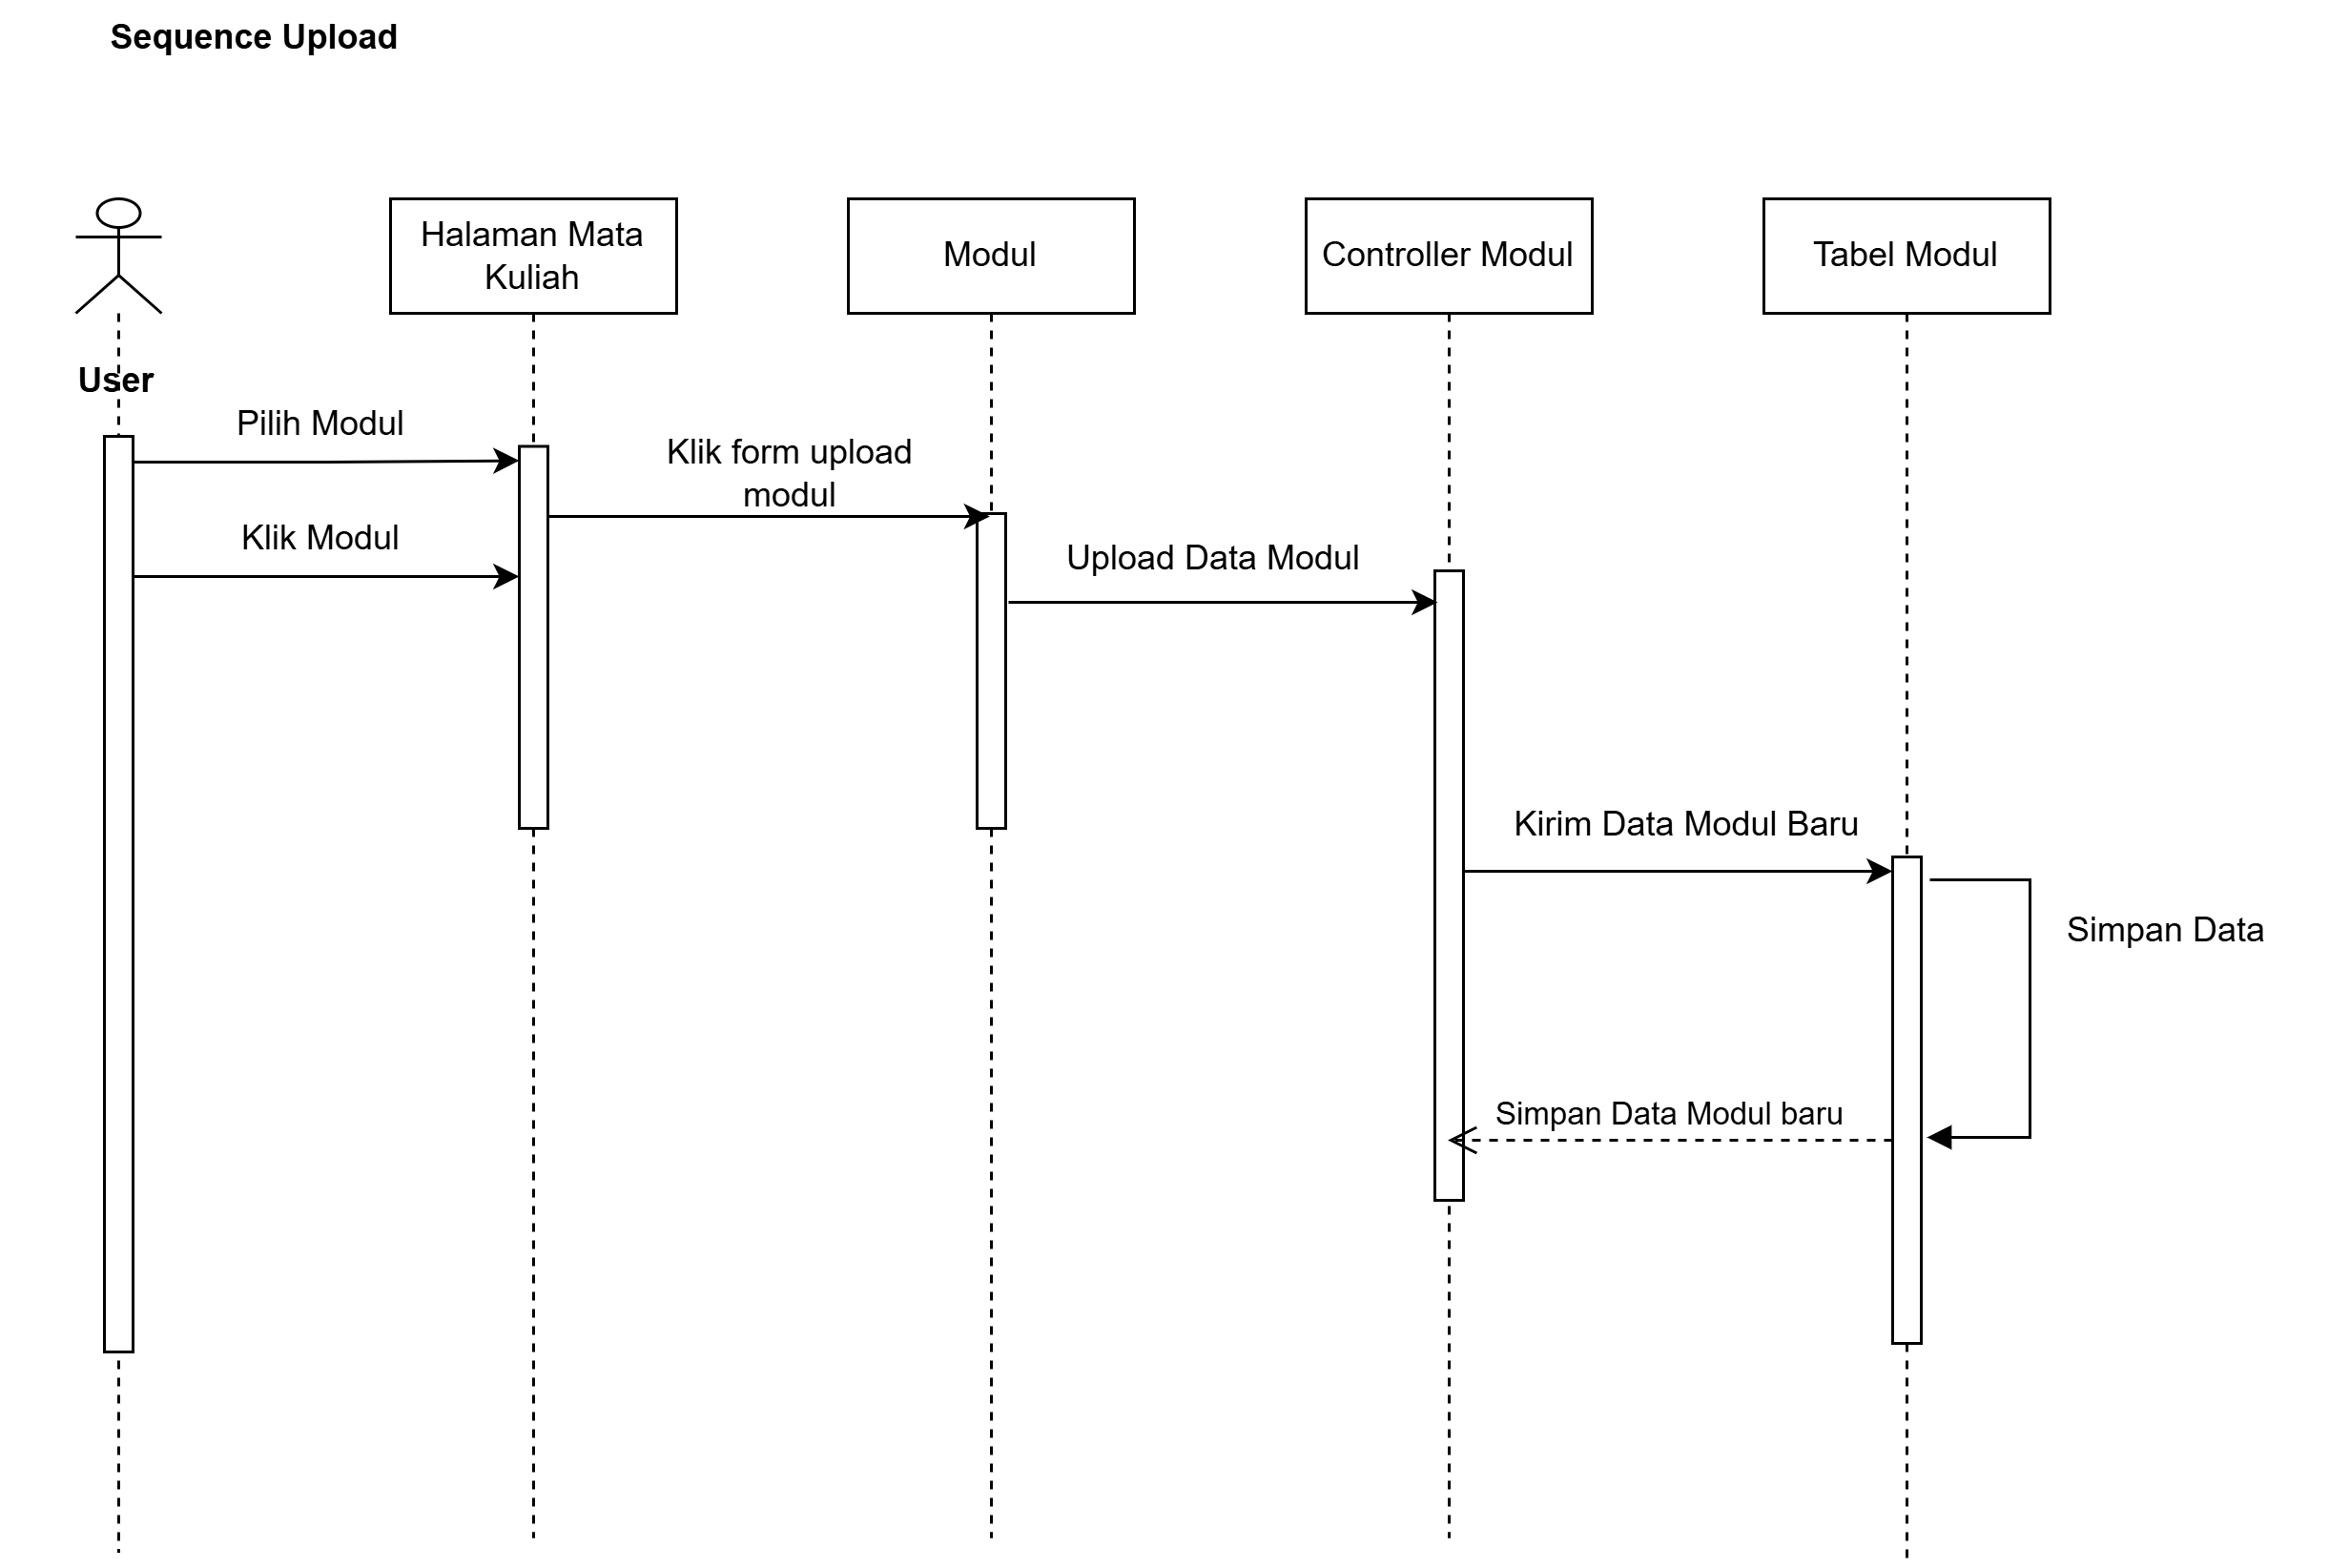 Sequence Upload
Halaman Mata
Kuliah
Modul
Controller Modul
Tabel Modul
User
Pilih Modul
Klik form upload
modul
Klik Modul
Upload Data Modul
Kirim Data Modul Baru
Simpan Data
Simpan Data Modul baru